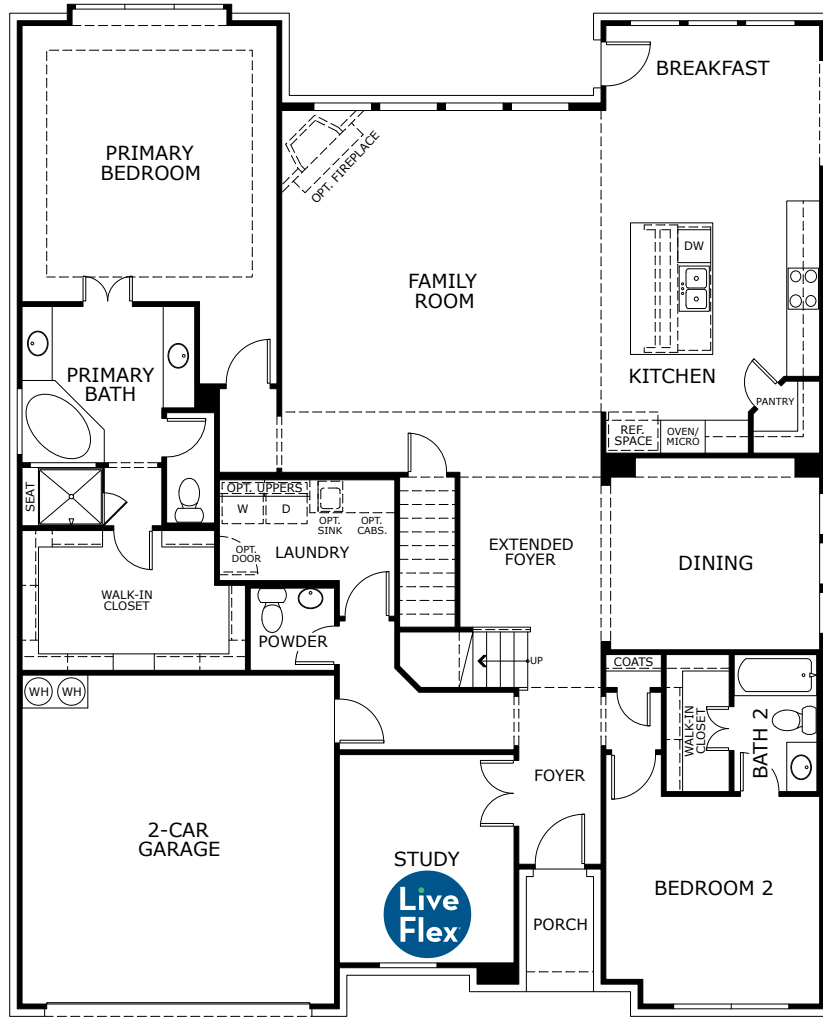 BREAKFAST
PRIMARY
BEDROOM
OPT. FIREPLACE
DW
FAMILY
ROOM
PRIMARY
BATH
KITCHEN
PANTRY
REF.
SPACE
OVEN/
MICRO
SEAT
OPT. UPPERS
W
D
OPT.
SINK
OPT.
CABS.
OPT.
DOOR
LAUNDRY
EXTENDED
FOYER
DINING
WALK-IN
CLOSET
POWDER
UP
COATS
WH
WH
WALK-IN
CLOSET
BATH 2
FOYER
2-CAR
GARAGE
STUDY
Live
Flex
BEDROOM 2
PORCH